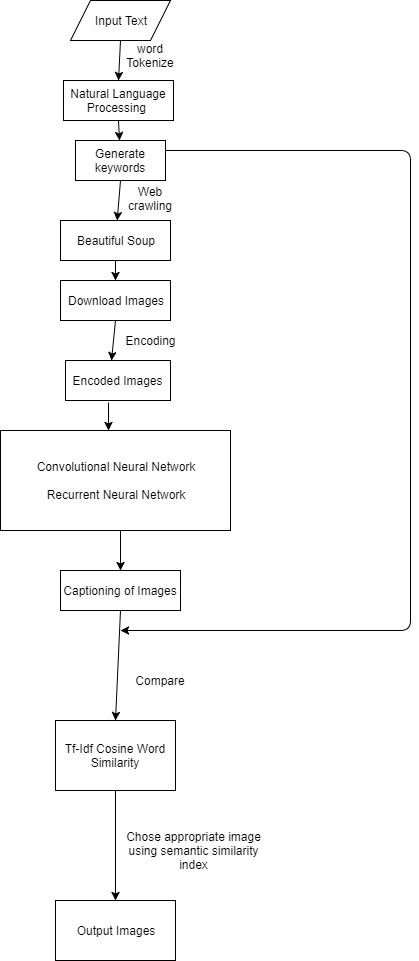 Input Text
word
Tokenize
Natural Language
Processing
Generate
keywords
Web
crawling
Beautiful Soup
Download Images
Encoding
Encoded Images
Convolutional Neural Network
Recurrent Neural Network
Captioning of Images
Compare
Tf-Idf Cosine Word
Similarity
Chose appropriate image
using semantic similarity
index
Output Images